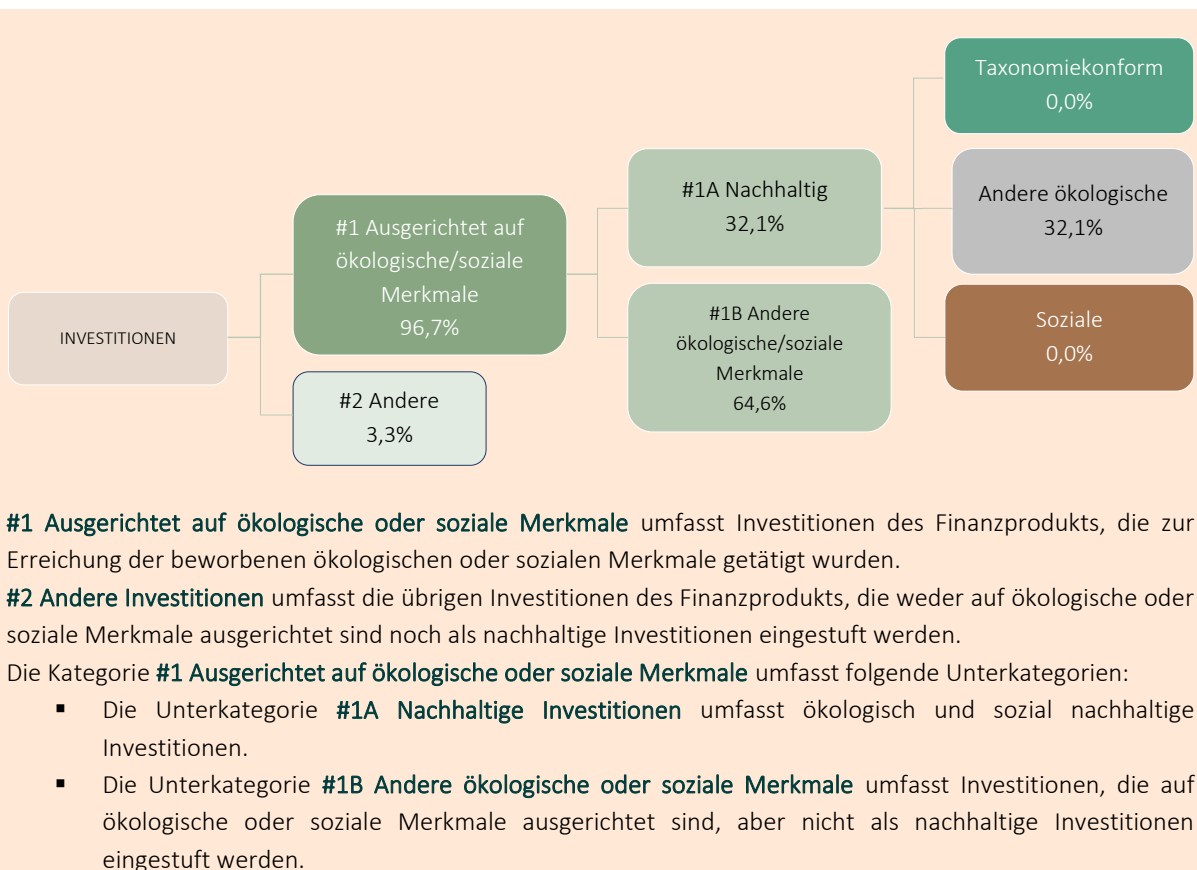 Taxonomiekonform
0,0%
#1A Nachhaltig
32,1%
Andere ökologische
32,1%
#1 Ausgerichtet auf
ökologische/soziale
Merkmale
96,7%
INVESTITIONEN
#1B Andere
ökologische/soziale
Merkmale
64,6%
Soziale
0,0%
#2 Andere
3,3%
#1 Ausgerichtet auf ökologische oder soziale Merkmale umfasst Investitionen des Finanzprodukts, die zur
Erreichung der beworbenen ökologischen oder sozialen Merkmale getätigt wurden.
#2 Andere Investitionen umfasst die übrigen Investitionen des Finanzprodukts, die weder auf ökologische oder
soziale Merkmale ausgerichtet sind noch als nachhaltige Investitionen eingestuft werden.
Die Kategorie #1 Ausgerichtet auf ökologische oder soziale Merkmale umfasst folgende Unterkategorien:
▪ Die Unterkategorie #1A Nachhaltige Investitionen umfasst ökologisch und sozial nachhaltige
Investitionen.
▪ Die Unterkategorie #1B Andere ökologische oder soziale Merkmale umfasst Investitionen, die auf
ökologische oder soziale Merkmale ausgerichtet sind, aber nicht als nachhaltige Investitionen
eingestuft werden.